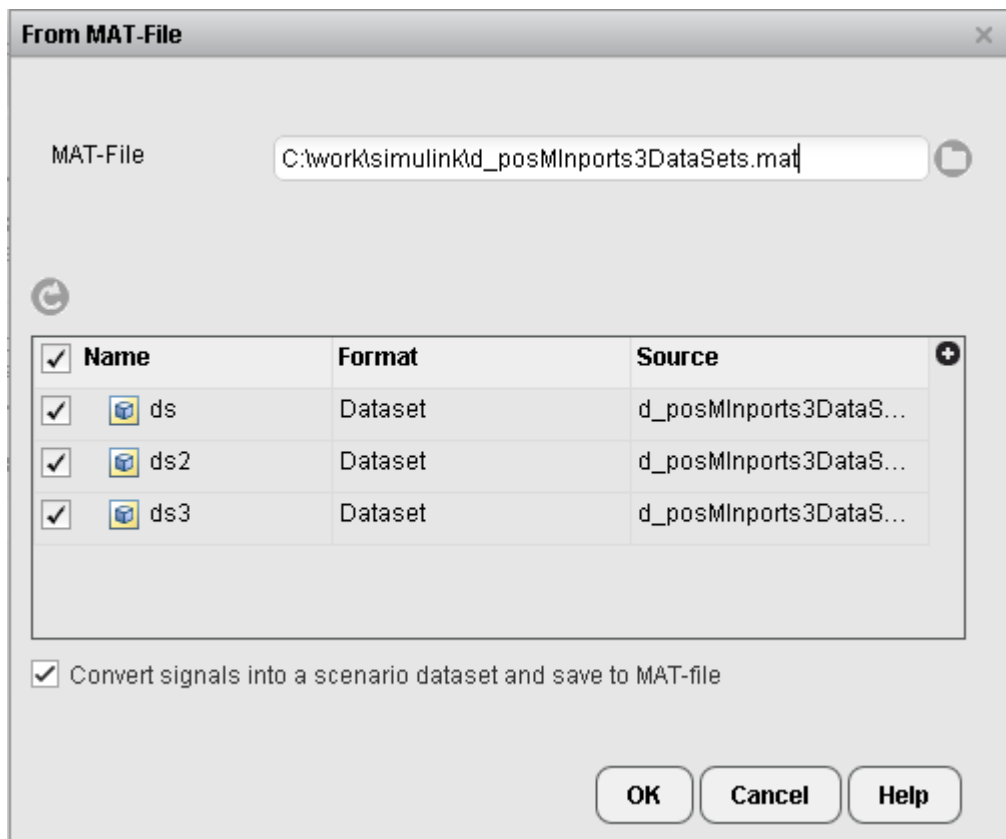 From MAT-File
MAT-File C:\work\simulink\d_posMInports3DataSets.mat
Name Format Source
ds Dataset d_posMInports3DataS...
ds2 Dataset d_posMInports3DataS...
ds3 Dataset d_posMInports3DataS...
Convert signals into a scenario dataset and save to MAT-file
OK Cancel Help